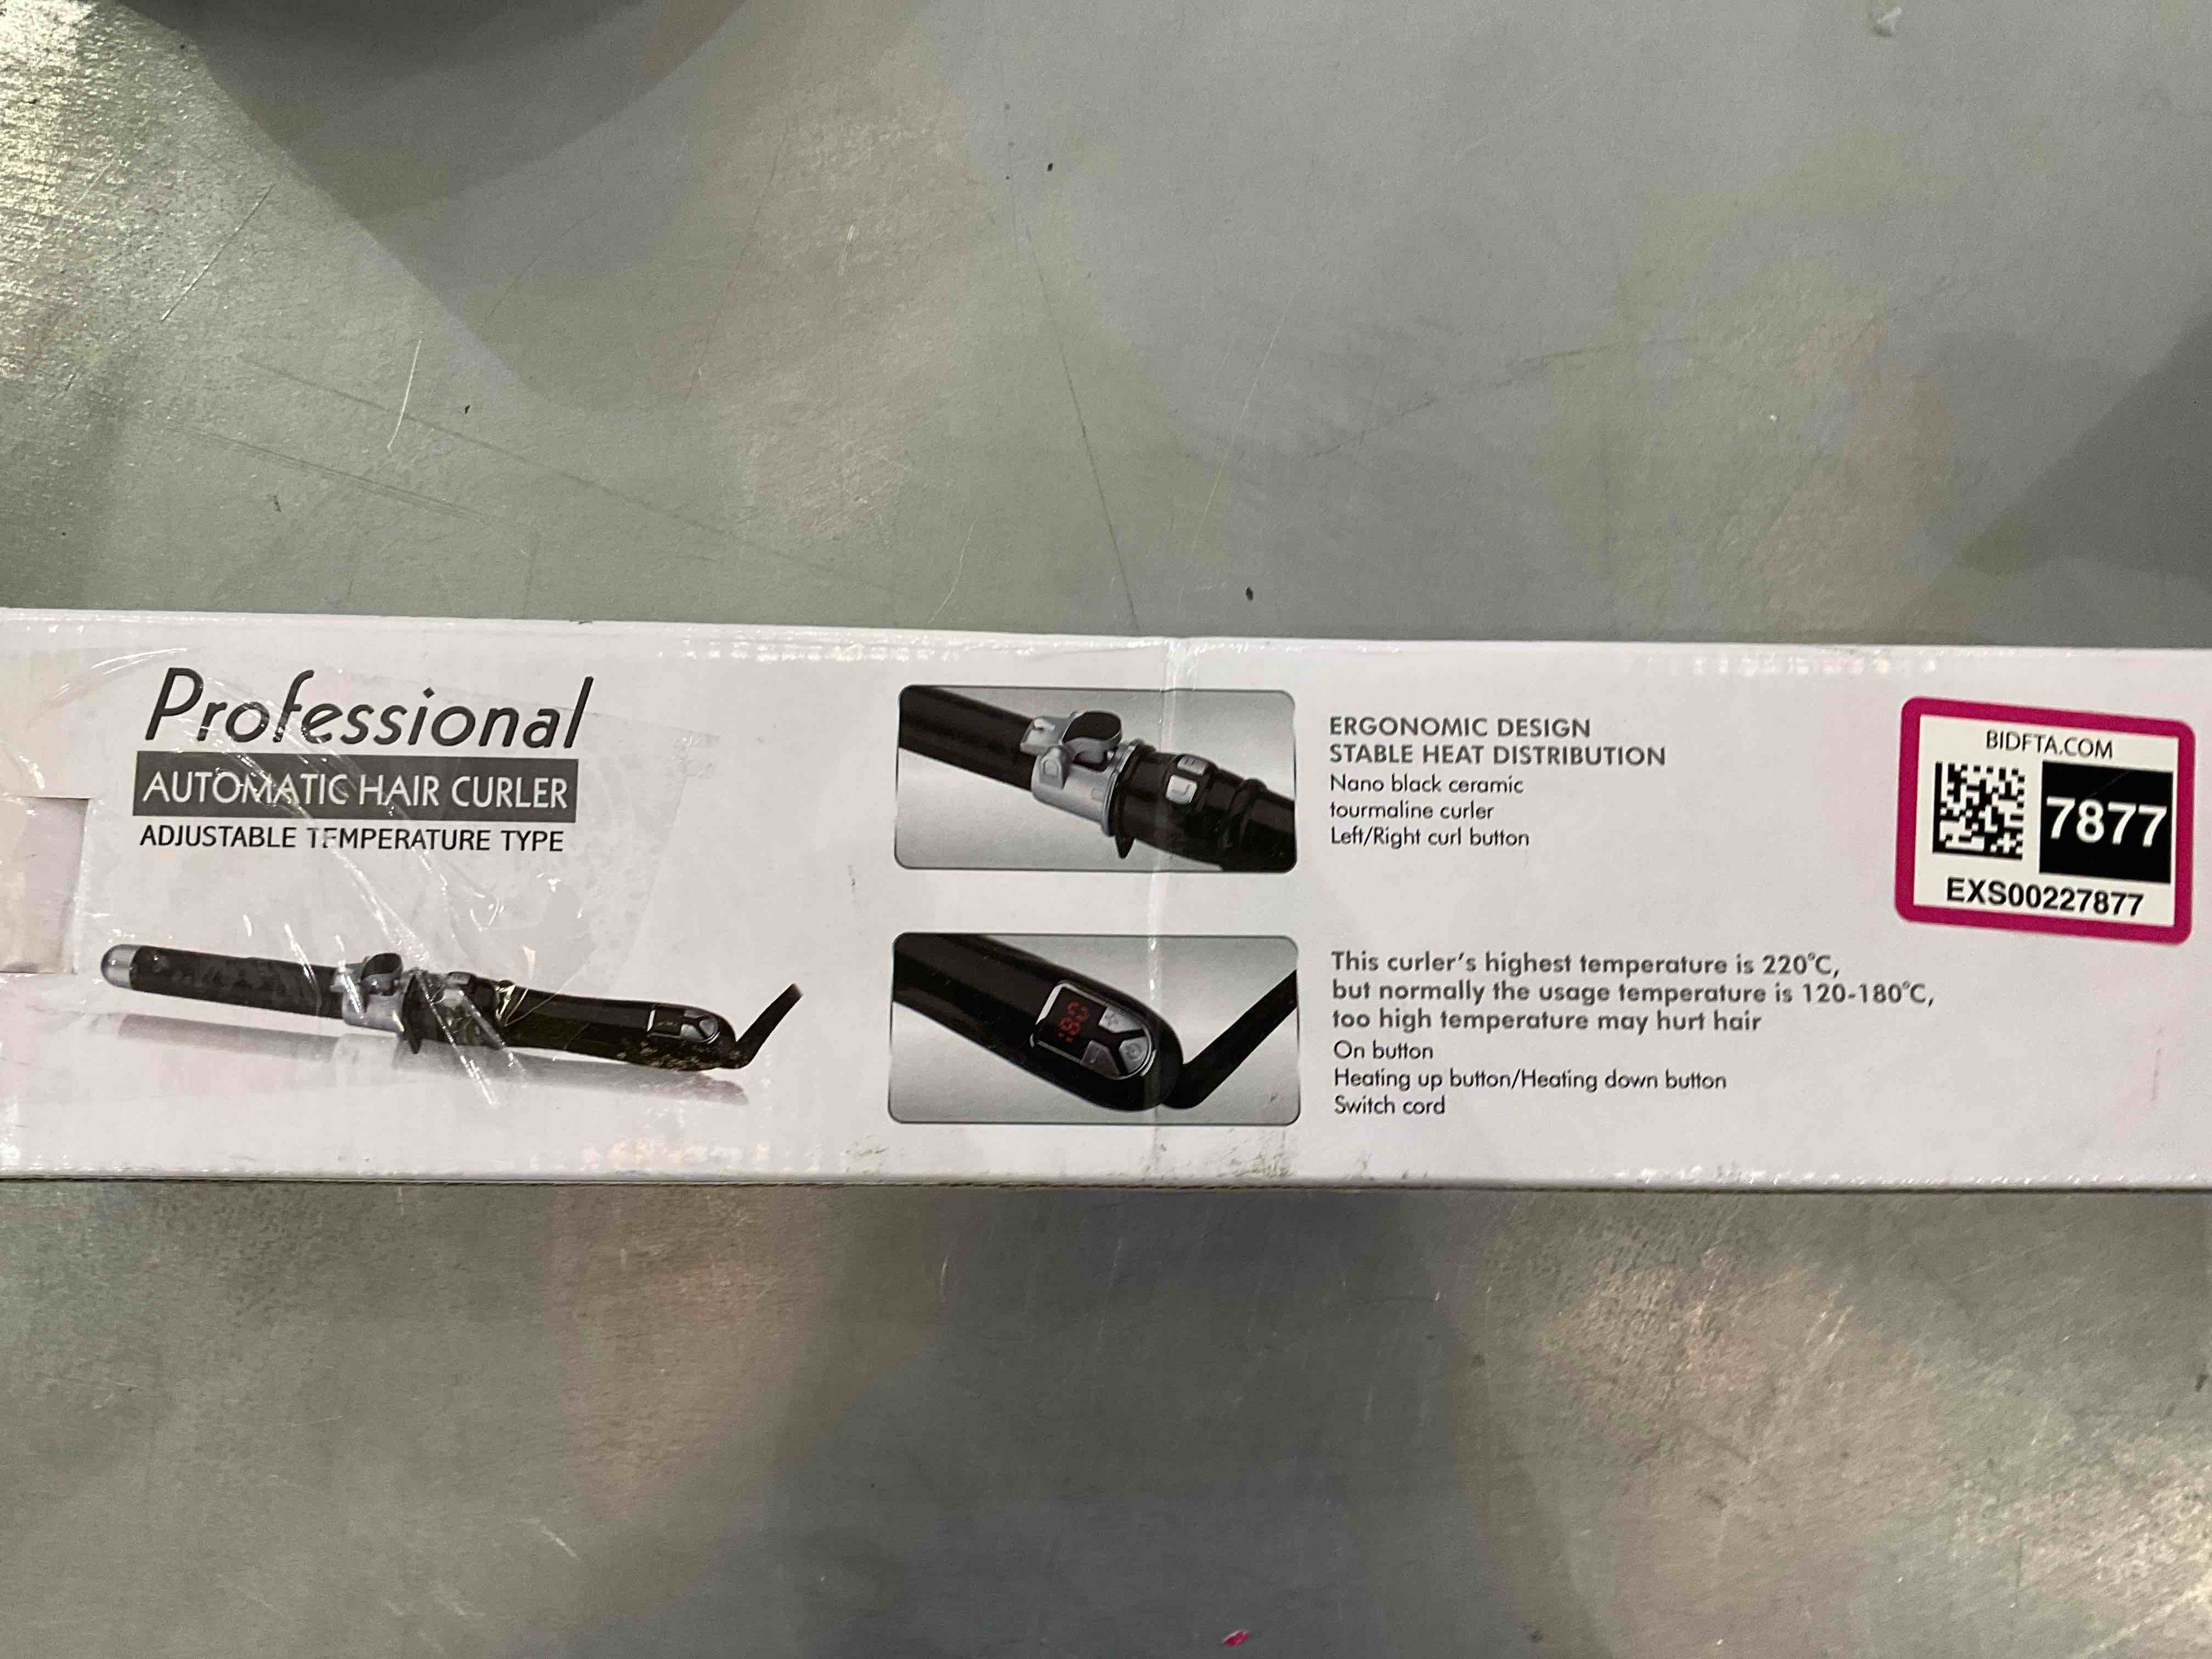 Professional
AUTOMATIC HAIR CURLER
ADJUSTABLE TEMPERATURE TYPE
L
ERGONOMIC DESIGN
STABLE HEAT DISTRIBUTION
Nano black ceramic
tourmaline curler
Left/Right curl button
180
This curler's highest temperature is 220°C,
but normally the usage temperature is 120-180°C,
too high temperature may hurt hair
On button
Heating up button/Heating down button
Switch cord
BIDFTA.COM
7877
EXS00227877